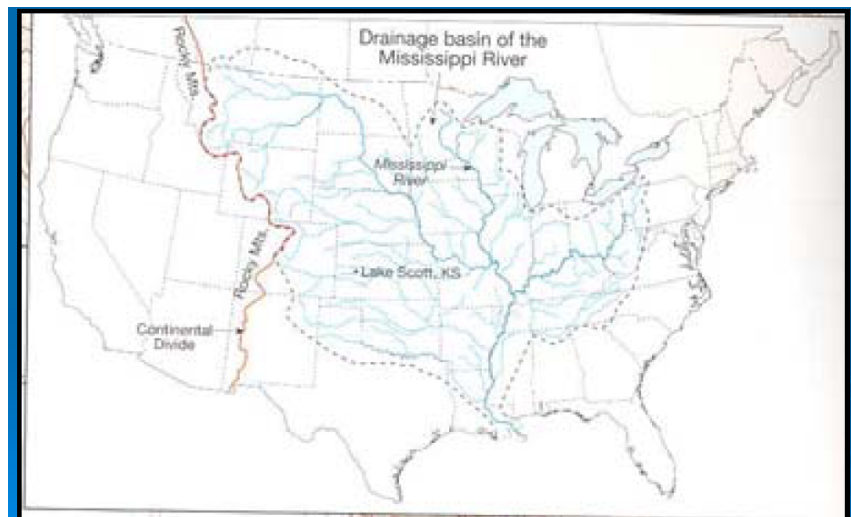 Rocky Mts.
Drainage basin of the
Mississippi River
Mississippi
River
Rocky Mts.
Lake Scott, KS
Continental
Divide